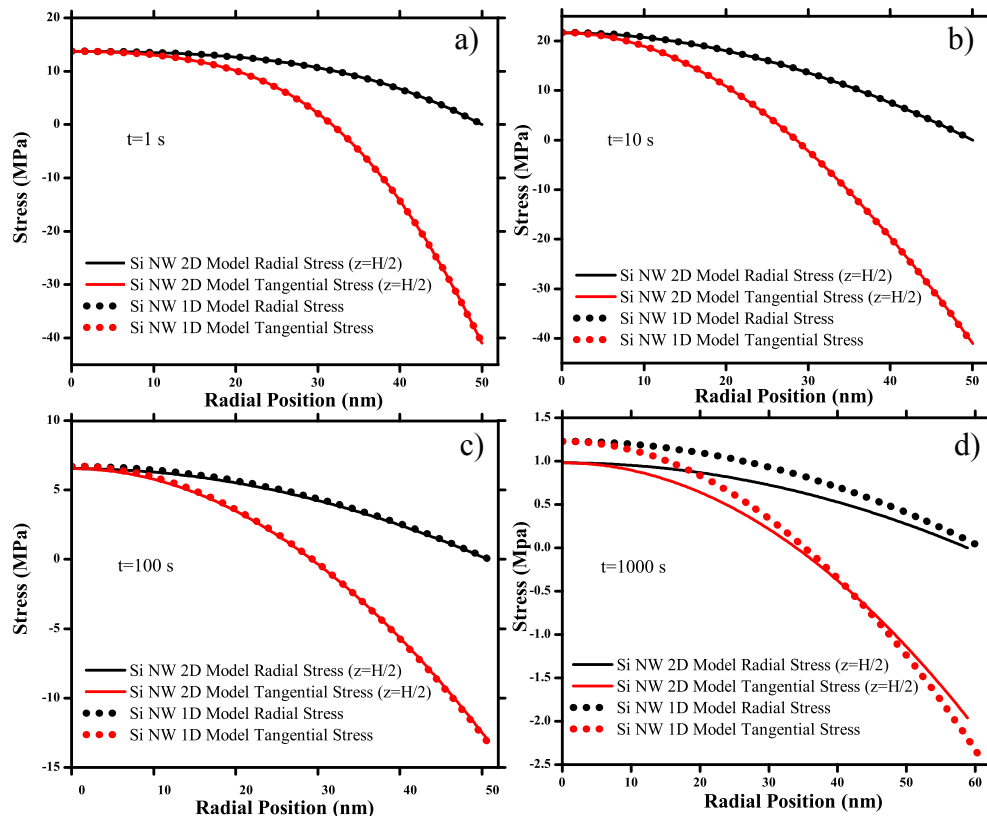 a)
20
10
0
-10
-20
-30
-40
Stress (MPa)
t=1 s
Si NW 2D Model Radial Stress (z=H/2)
Si NW 2D Model Tangential Stress (z=H/2)
Si NW 1D Model Radial Stress
Si NW 1D Model Tangential Stress
0 10 20 30 40 50
Radial Position (nm)
b)
20
10
0
-10
-20
-30
-40
Stress (MPa)
t=10 s
Si NW 2D Model Radial Stress (z=H/2)
Si NW 2D Model Tangential Stress (z=H/2)
Si NW 1D Model Radial Stress
Si NW 1D Model Tangential Stress
0 10 20 30 40 50
Radial Position (nm)
c)
10
5
0
-5
-10
-15
Stress (MPa)
t=100 s
Si NW 2D Model Radial Stress (z=H/2)
Si NW 2D Model Tangential Stress (z=H/2)
Si NW 1D Model Radial Stress
Si NW 1D Model Tangential Stress
0 10 20 30 40 50
Radial Position (nm)
d)
1.5
1.0
0.5
0.0
-0.5
-1.0
-1.5
-2.0
-2.5
Stress (Mpa)
t=1000 s
Si NW 2D Model Radial Stress (z=H/2)
Si NW 2D Model Tangential Stress (z=H/2)
Si NW 1D Model Radial Stress
Si NW 1D Model Tangential Stress
0 10 20 30 40 50 60
Radial Position (nm)